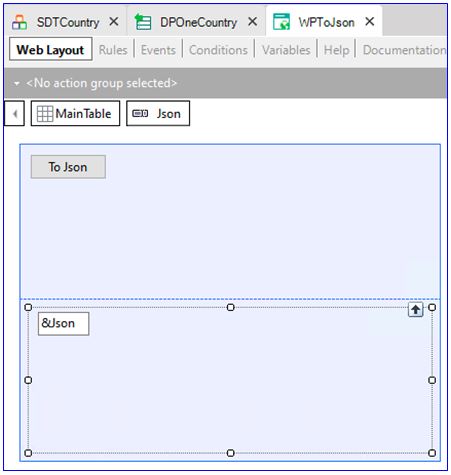 SDTCountry DPOneCountry WPToJson
Web Layout Rules Events Conditions Variables Help Documentation
<No action group selected>
MainTable Json
To Json
&Json